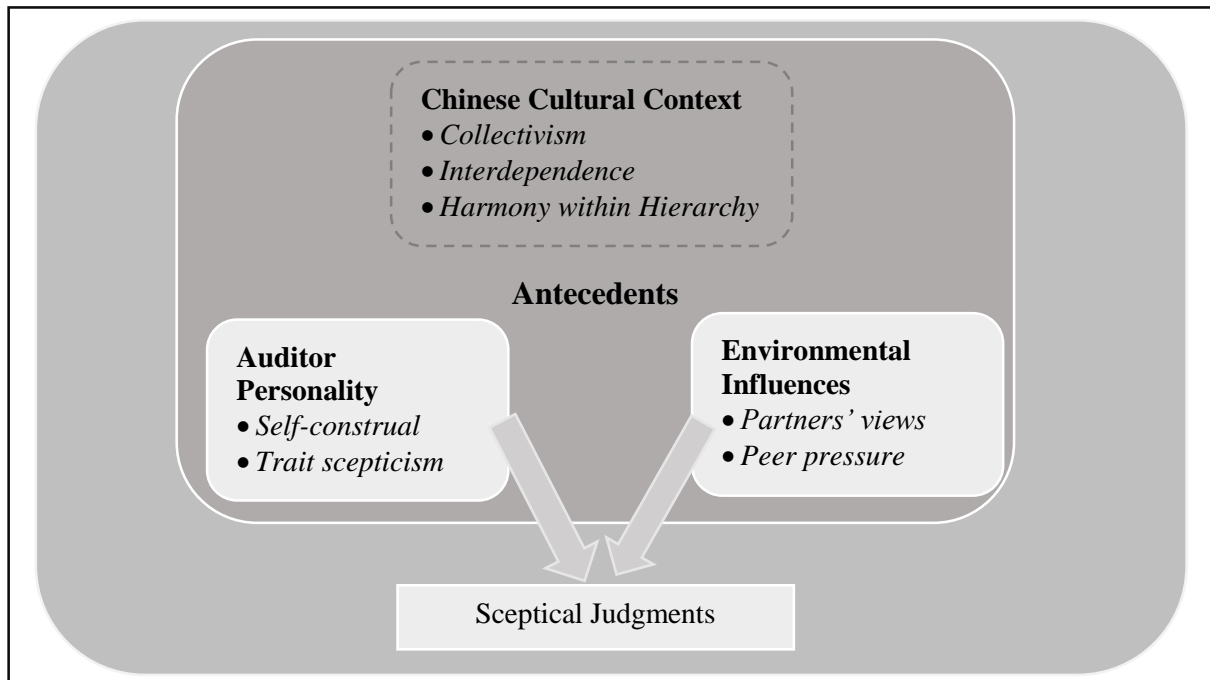 Chinese Cultural Context
• Collectivism
• Interdependence
• Harmony within Hierarchy
Antecedents
Auditor
Personality
• Self-construal
• Trait scepticism
Environmental
Influences
• Partners’ views
• Peer pressure
Sceptical Judgments